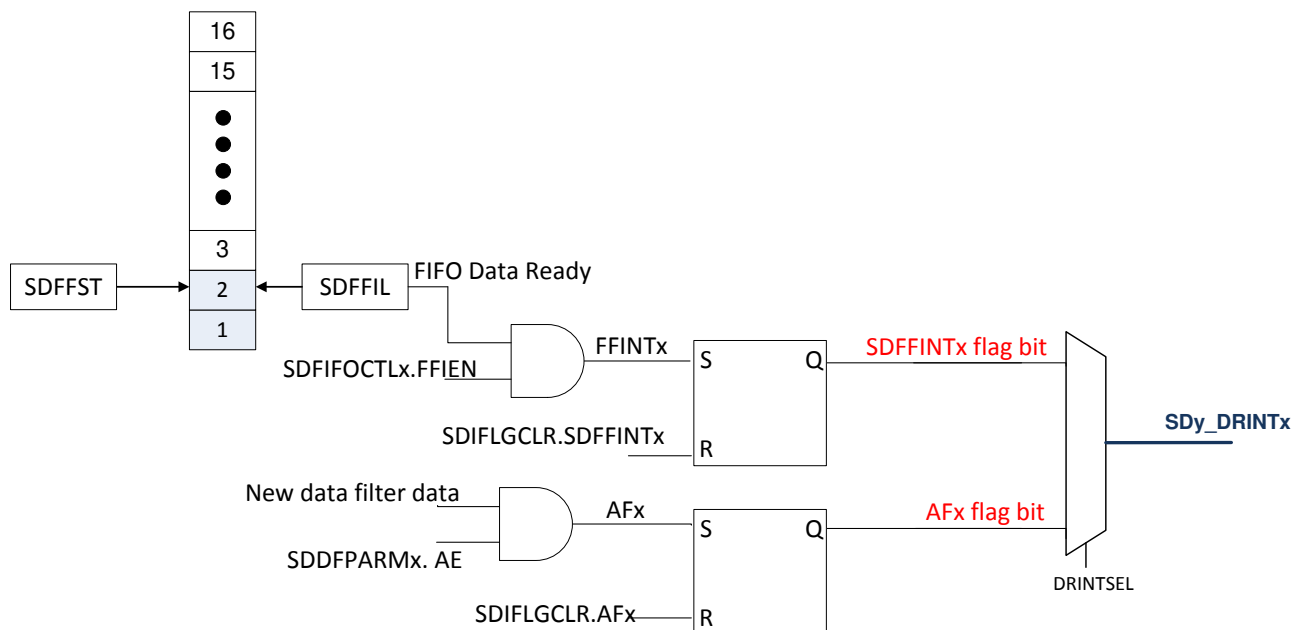 16
15
3
SDFFST
2
SDFFIL
FIFO Data Ready
1
FFINTx
SDFIFOCTLx.FFIEN
S
Q
SDFFINTx flag bit
SDIFLGCLR.SDFFINTx
R
SDy_DRINTx
New data filter data
AFx
SDDFPARMx. AE
S
Q
AFx flag bit
DRINTSEL
SDIFLGCLR.AFx
R